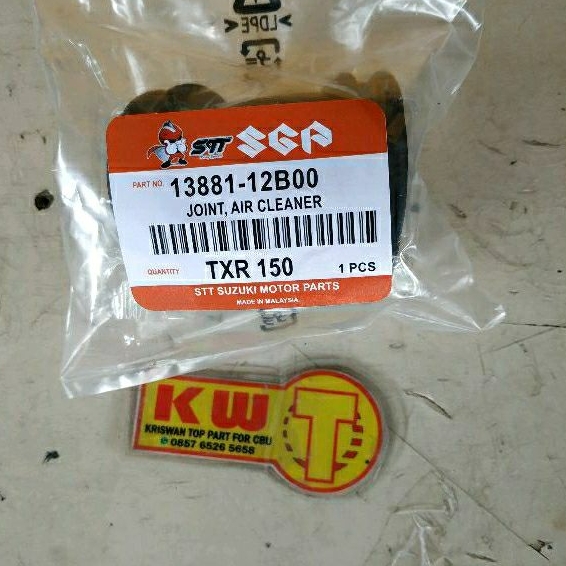 >LDPE<
STT SGP
PART NO. 13881-12B00
JOINT, AIR CLEANER
QUANTITY TXR 150 1 PCS
STT SUZUKI MOTOR PARTS
MADE IN MALAYSIA
KW T
KRISWAN TOP PART FOR CBU
0857 6526 5658